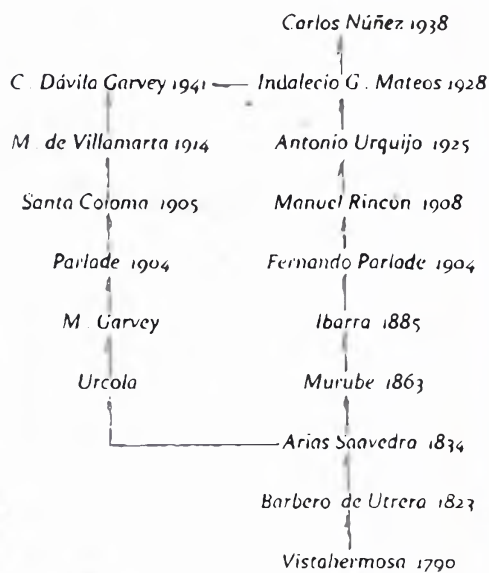 Carlos Núñez 1938
C. Dávila Garvey 1941 — Indalecio G. Mateos 1928
M. de Villamarta 1914 Antonio Urquijo 1925
Santa Coloma 1905 Manuel Rincón 1908
Parlade 1904 Fernando Parlade 1904
M. Garvey Ibarra 1885
Urcola Murube 1863
Arias Saavedra 1834
Barbero de Utrera 1823
Vistahermosa 1790